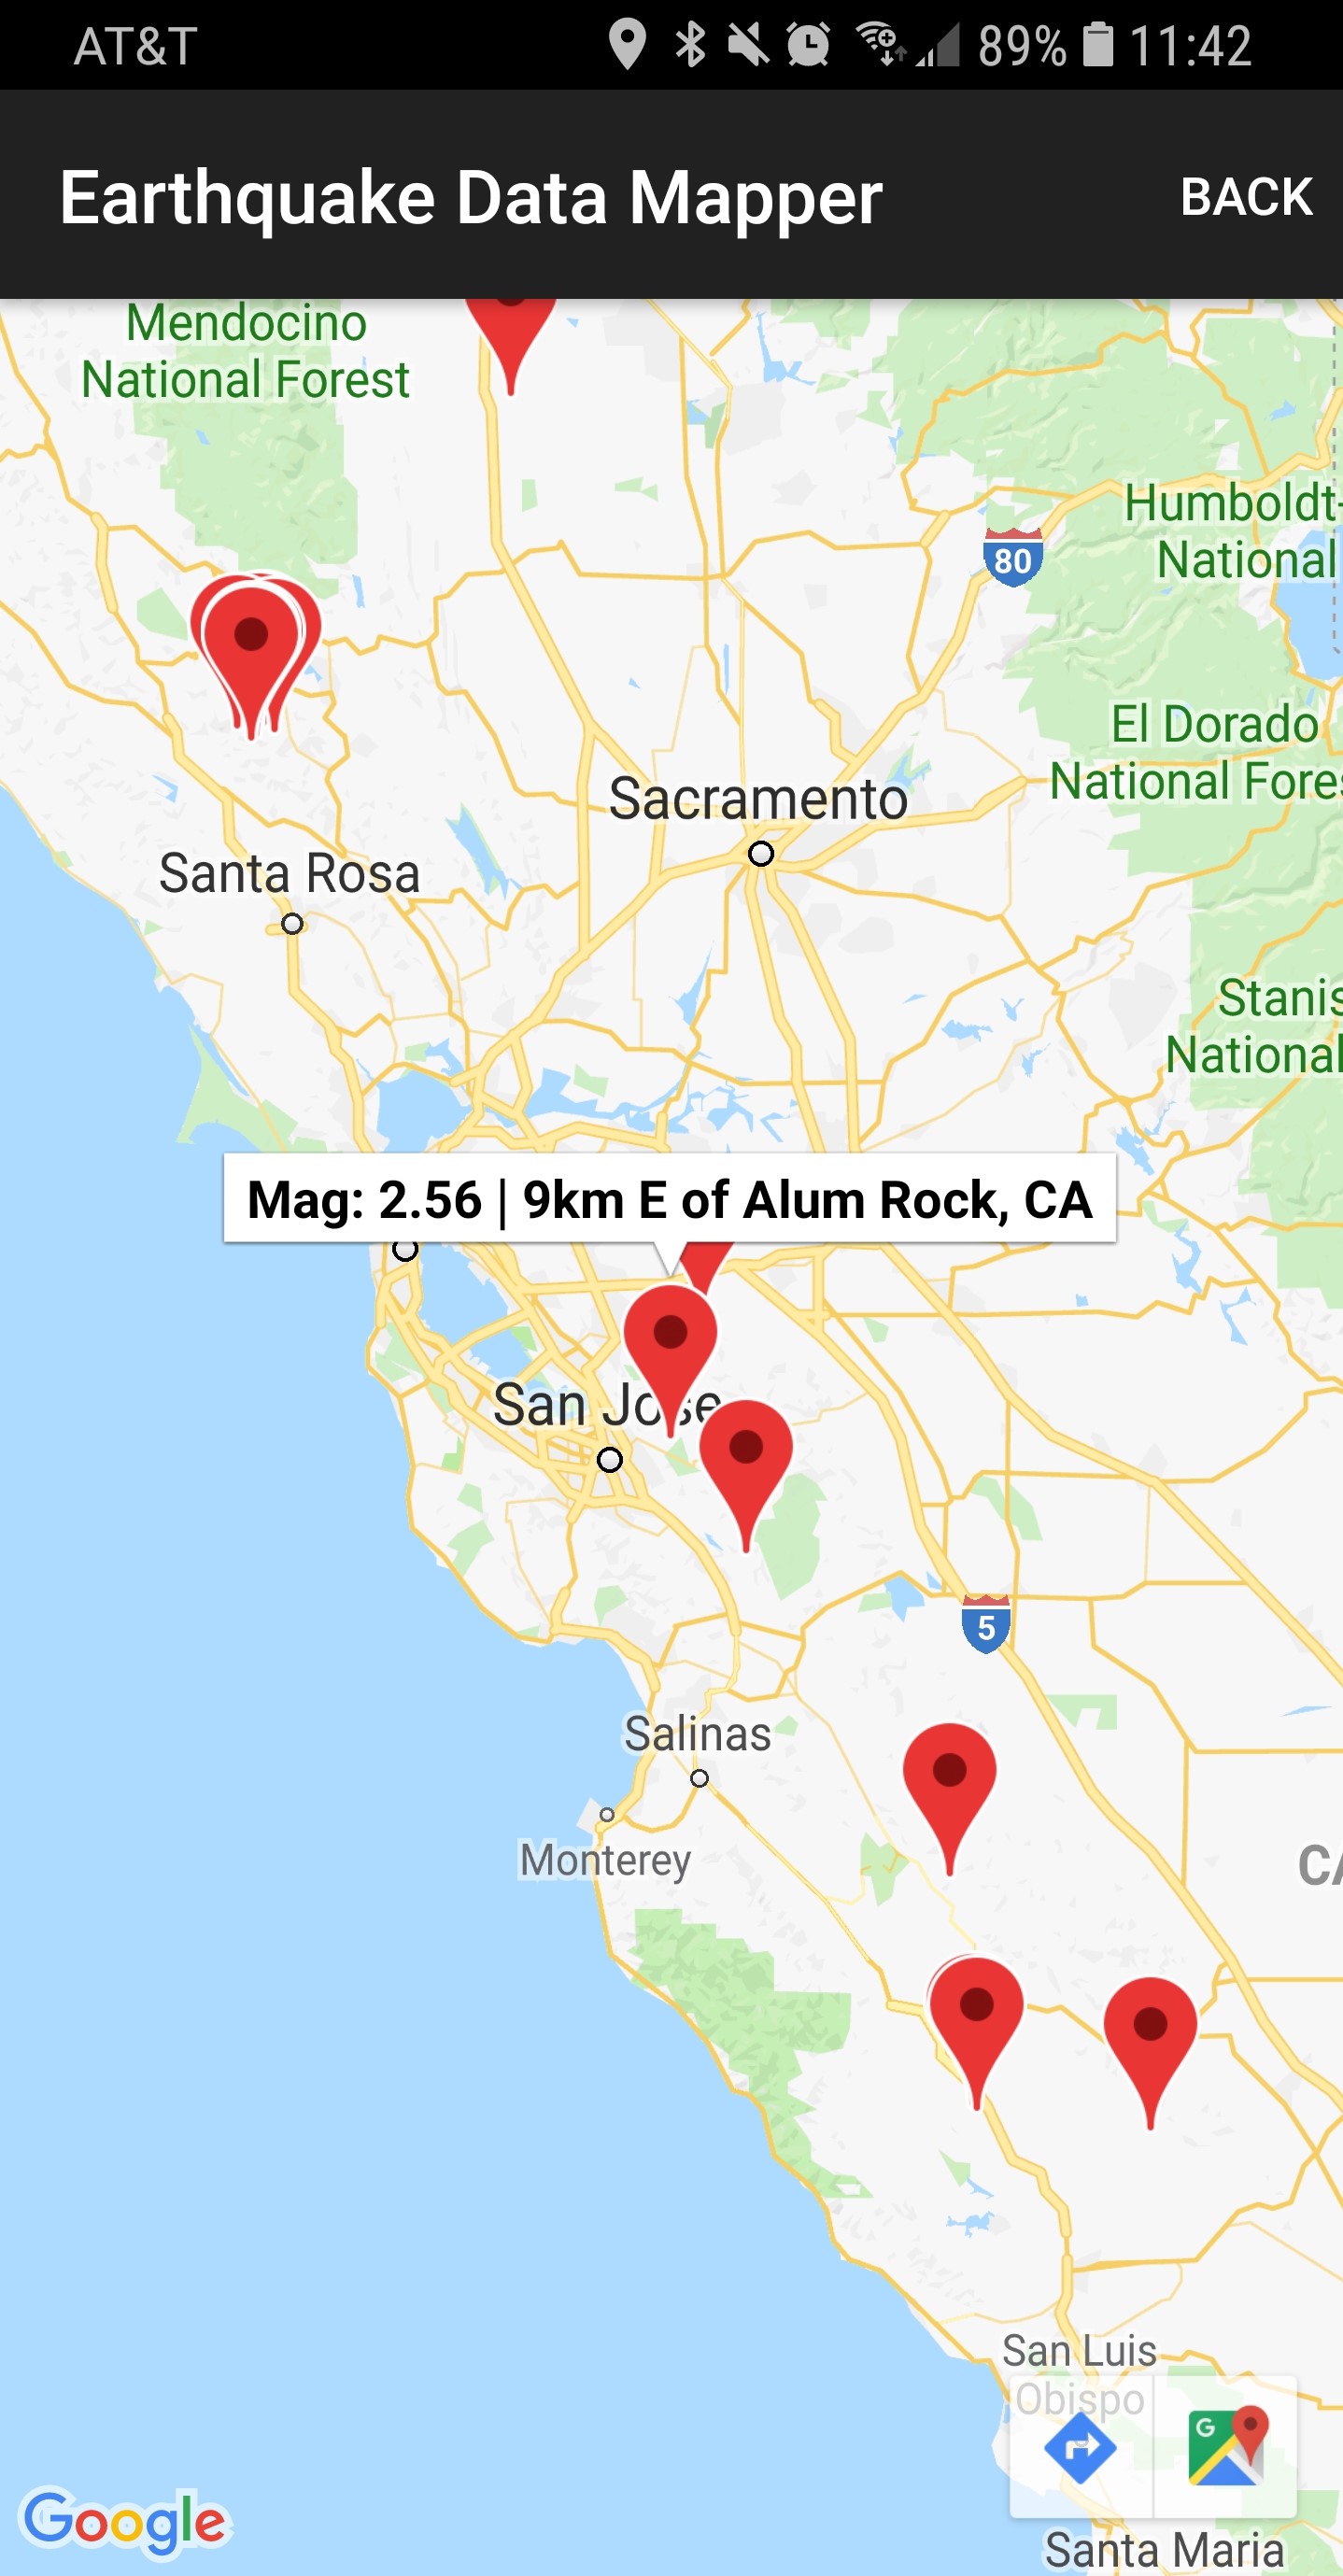 AT&T 89% 11:42
Earthquake Data Mapper BACK
Mendocino
National Forest
Humboldt-
National
80
El Dorado
National Fores
Sacramento
Santa Rosa
Stanis
National
Mag: 2.56 | 9km E of Alum Rock, CA
San Jose
5
Salinas
Monterey
CA
San Luis
Obispo
G
Google
Santa Maria